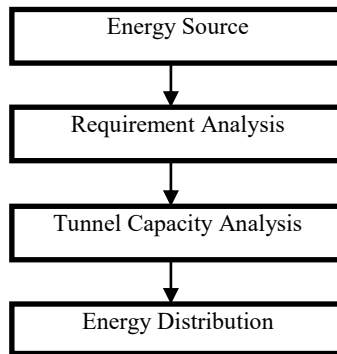 Energy Source
Requirement Analysis
Tunnel Capacity Analysis
Energy Distribution